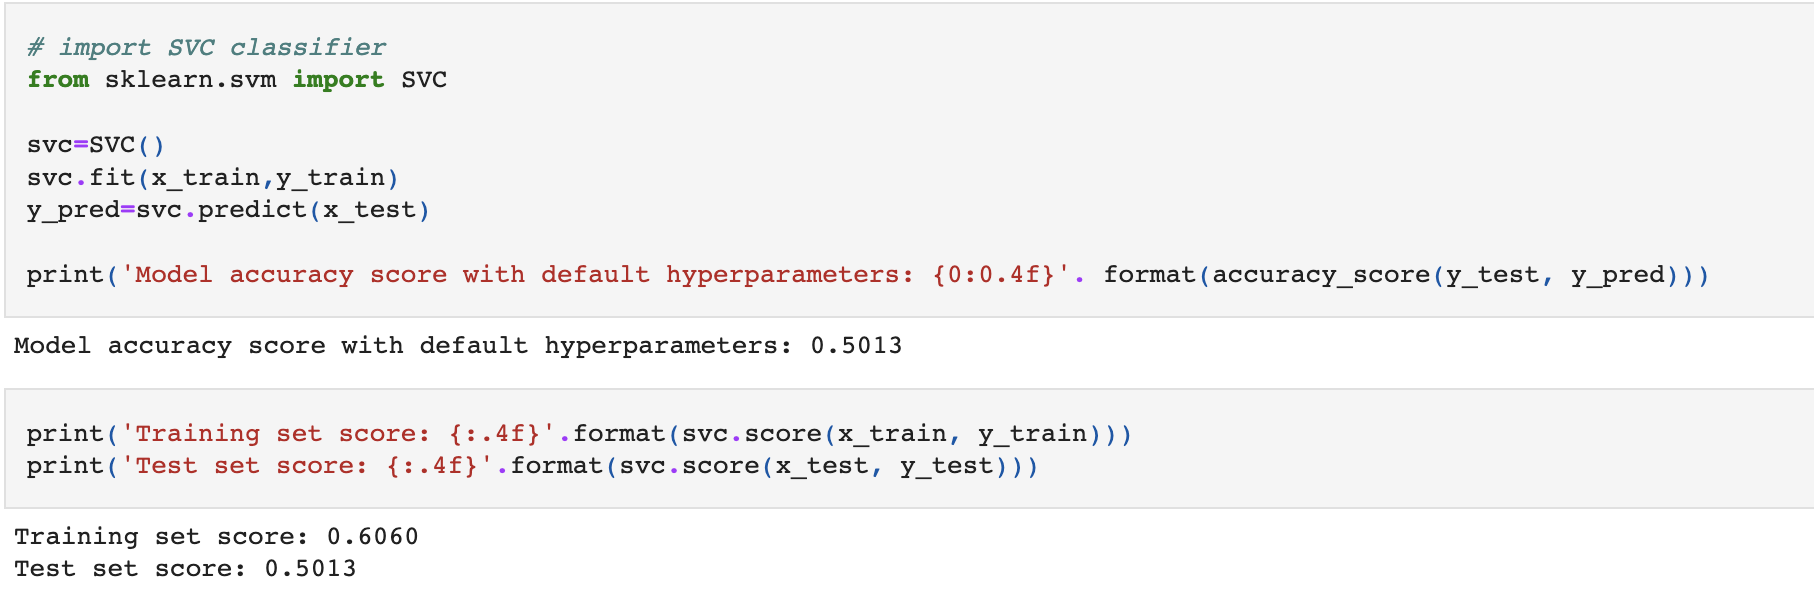 # import SVC classifier
from sklearn.svm import SVC
svc=SVC()
svc.fit(x_train,y_train)
y_pred=svc.predict(x_test)
print('Model accuracy score with default hyperparameters: {0:0.4f}'. format(accuracy_score(y_test, y_pred)))
Model accuracy score with default hyperparameters: 0.5013
print('Training set score: {:.4f}'.format(svc.score(x_train, y_train)))
print('Test set score: {:.4f}'.format(svc.score(x_test, y_test)))
Training set score: 0.6060
Test set score: 0.5013